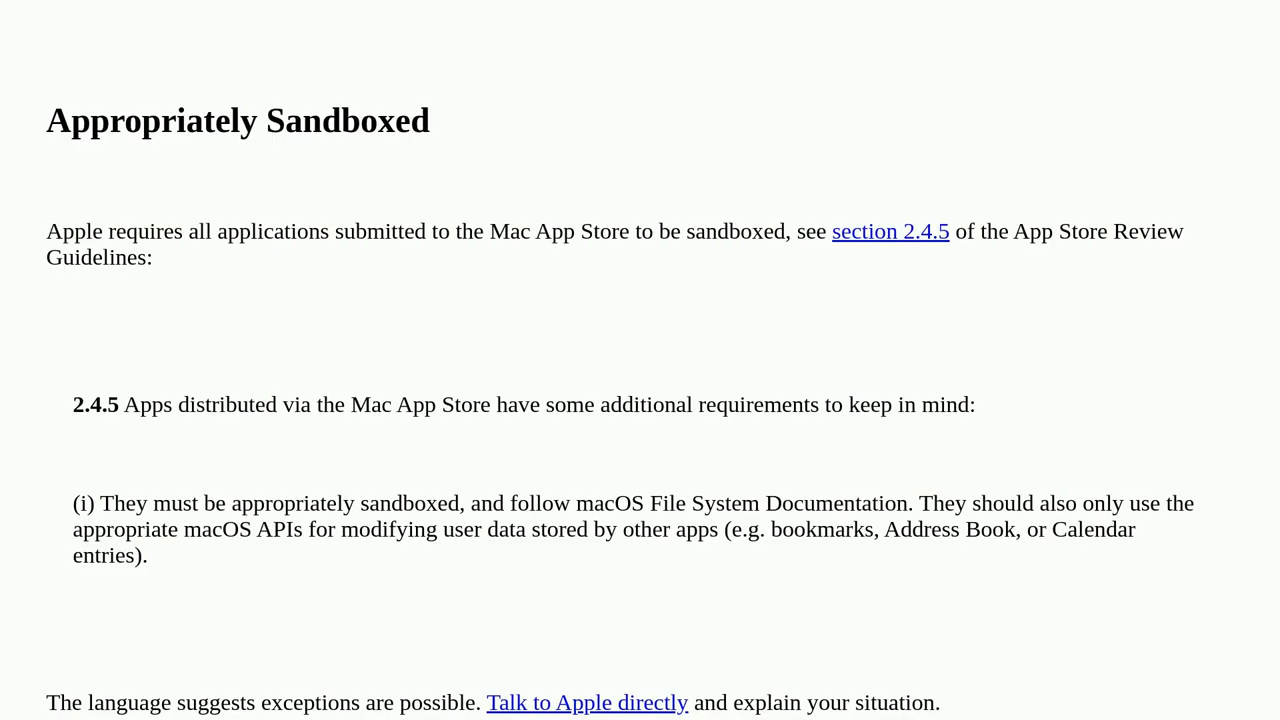 Appropriately Sandboxed
Apple requires all applications submitted to the Mac App Store to be sandboxed, see section 2.4.5 of the App Store Review
Guidelines:
2.4.5 Apps distributed via the Mac App Store have some additional requirements to keep in mind:
(i) They must be appropriately sandboxed, and follow macOS File System Documentation. They should also only use the
appropriate macOS APIs for modifying user data stored by other apps (e.g. bookmarks, Address Book, or Calendar
entries).
The language suggests exceptions are possible. Talk to Apple directly and explain your situation.